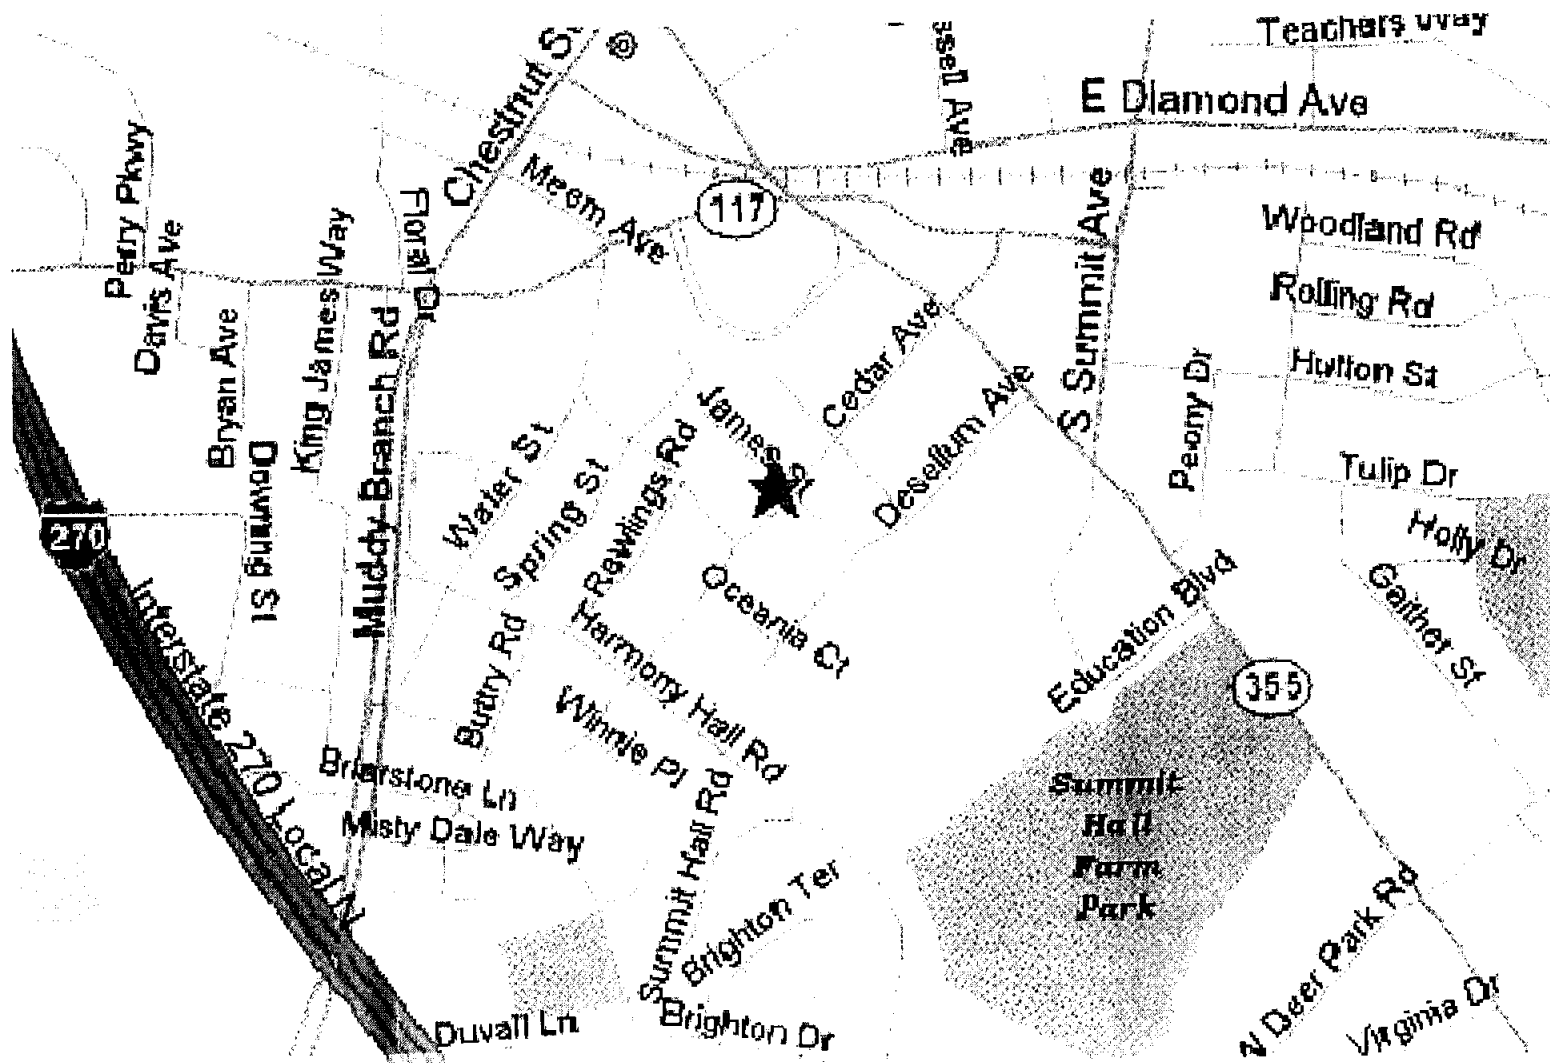 Teachers Way
Chestnut St
ssell Ave
E Diamond Ave
Perry Pkwy
Meem Ave
117
Floral Dr
Davis Ave
King James Way
S Summit Ave
Woodland Rd
Rolling Rd
Bryan Ave
Muddy Branch Rd
Cedar Ave
Hutton St
Peony Dr
James St
Desellum Ave
Water St
Spring St
Rawlings Rd
Tulip Dr
Downing St
270
Holly Dr
Interstate 270 Local N
Oceania Ct
Education Blvd
Gaither St
Harmony Hall Rd
Buttry Rd
Winnie Pl
355
Briarstone Ln
Misty Dale Way
Summit
Hall
Farm
Park
Summit Hall Rd
Brighton Ter
N Deer Park Rd
Virginia Dr
Duvall Ln
Brighton Dr